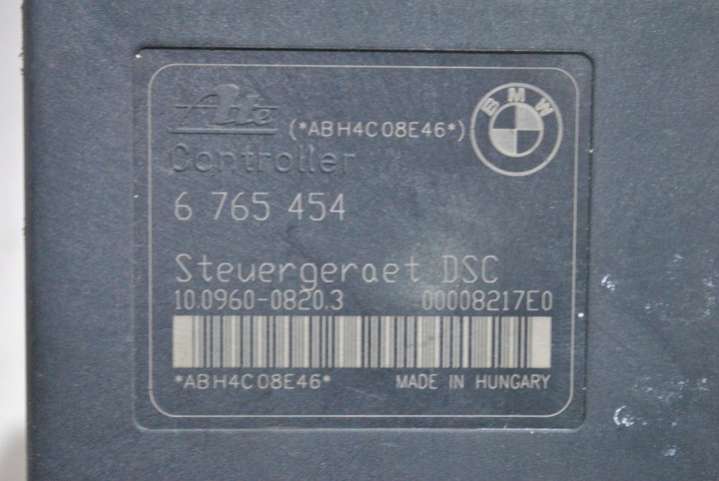 Ate (*ABH4C08E46*) BMW
Controller
6 765 454
Steuergeraet DSC
10.0960-0820.3 00008217E0
*ABH4C08E46* MADE IN HUNGARY